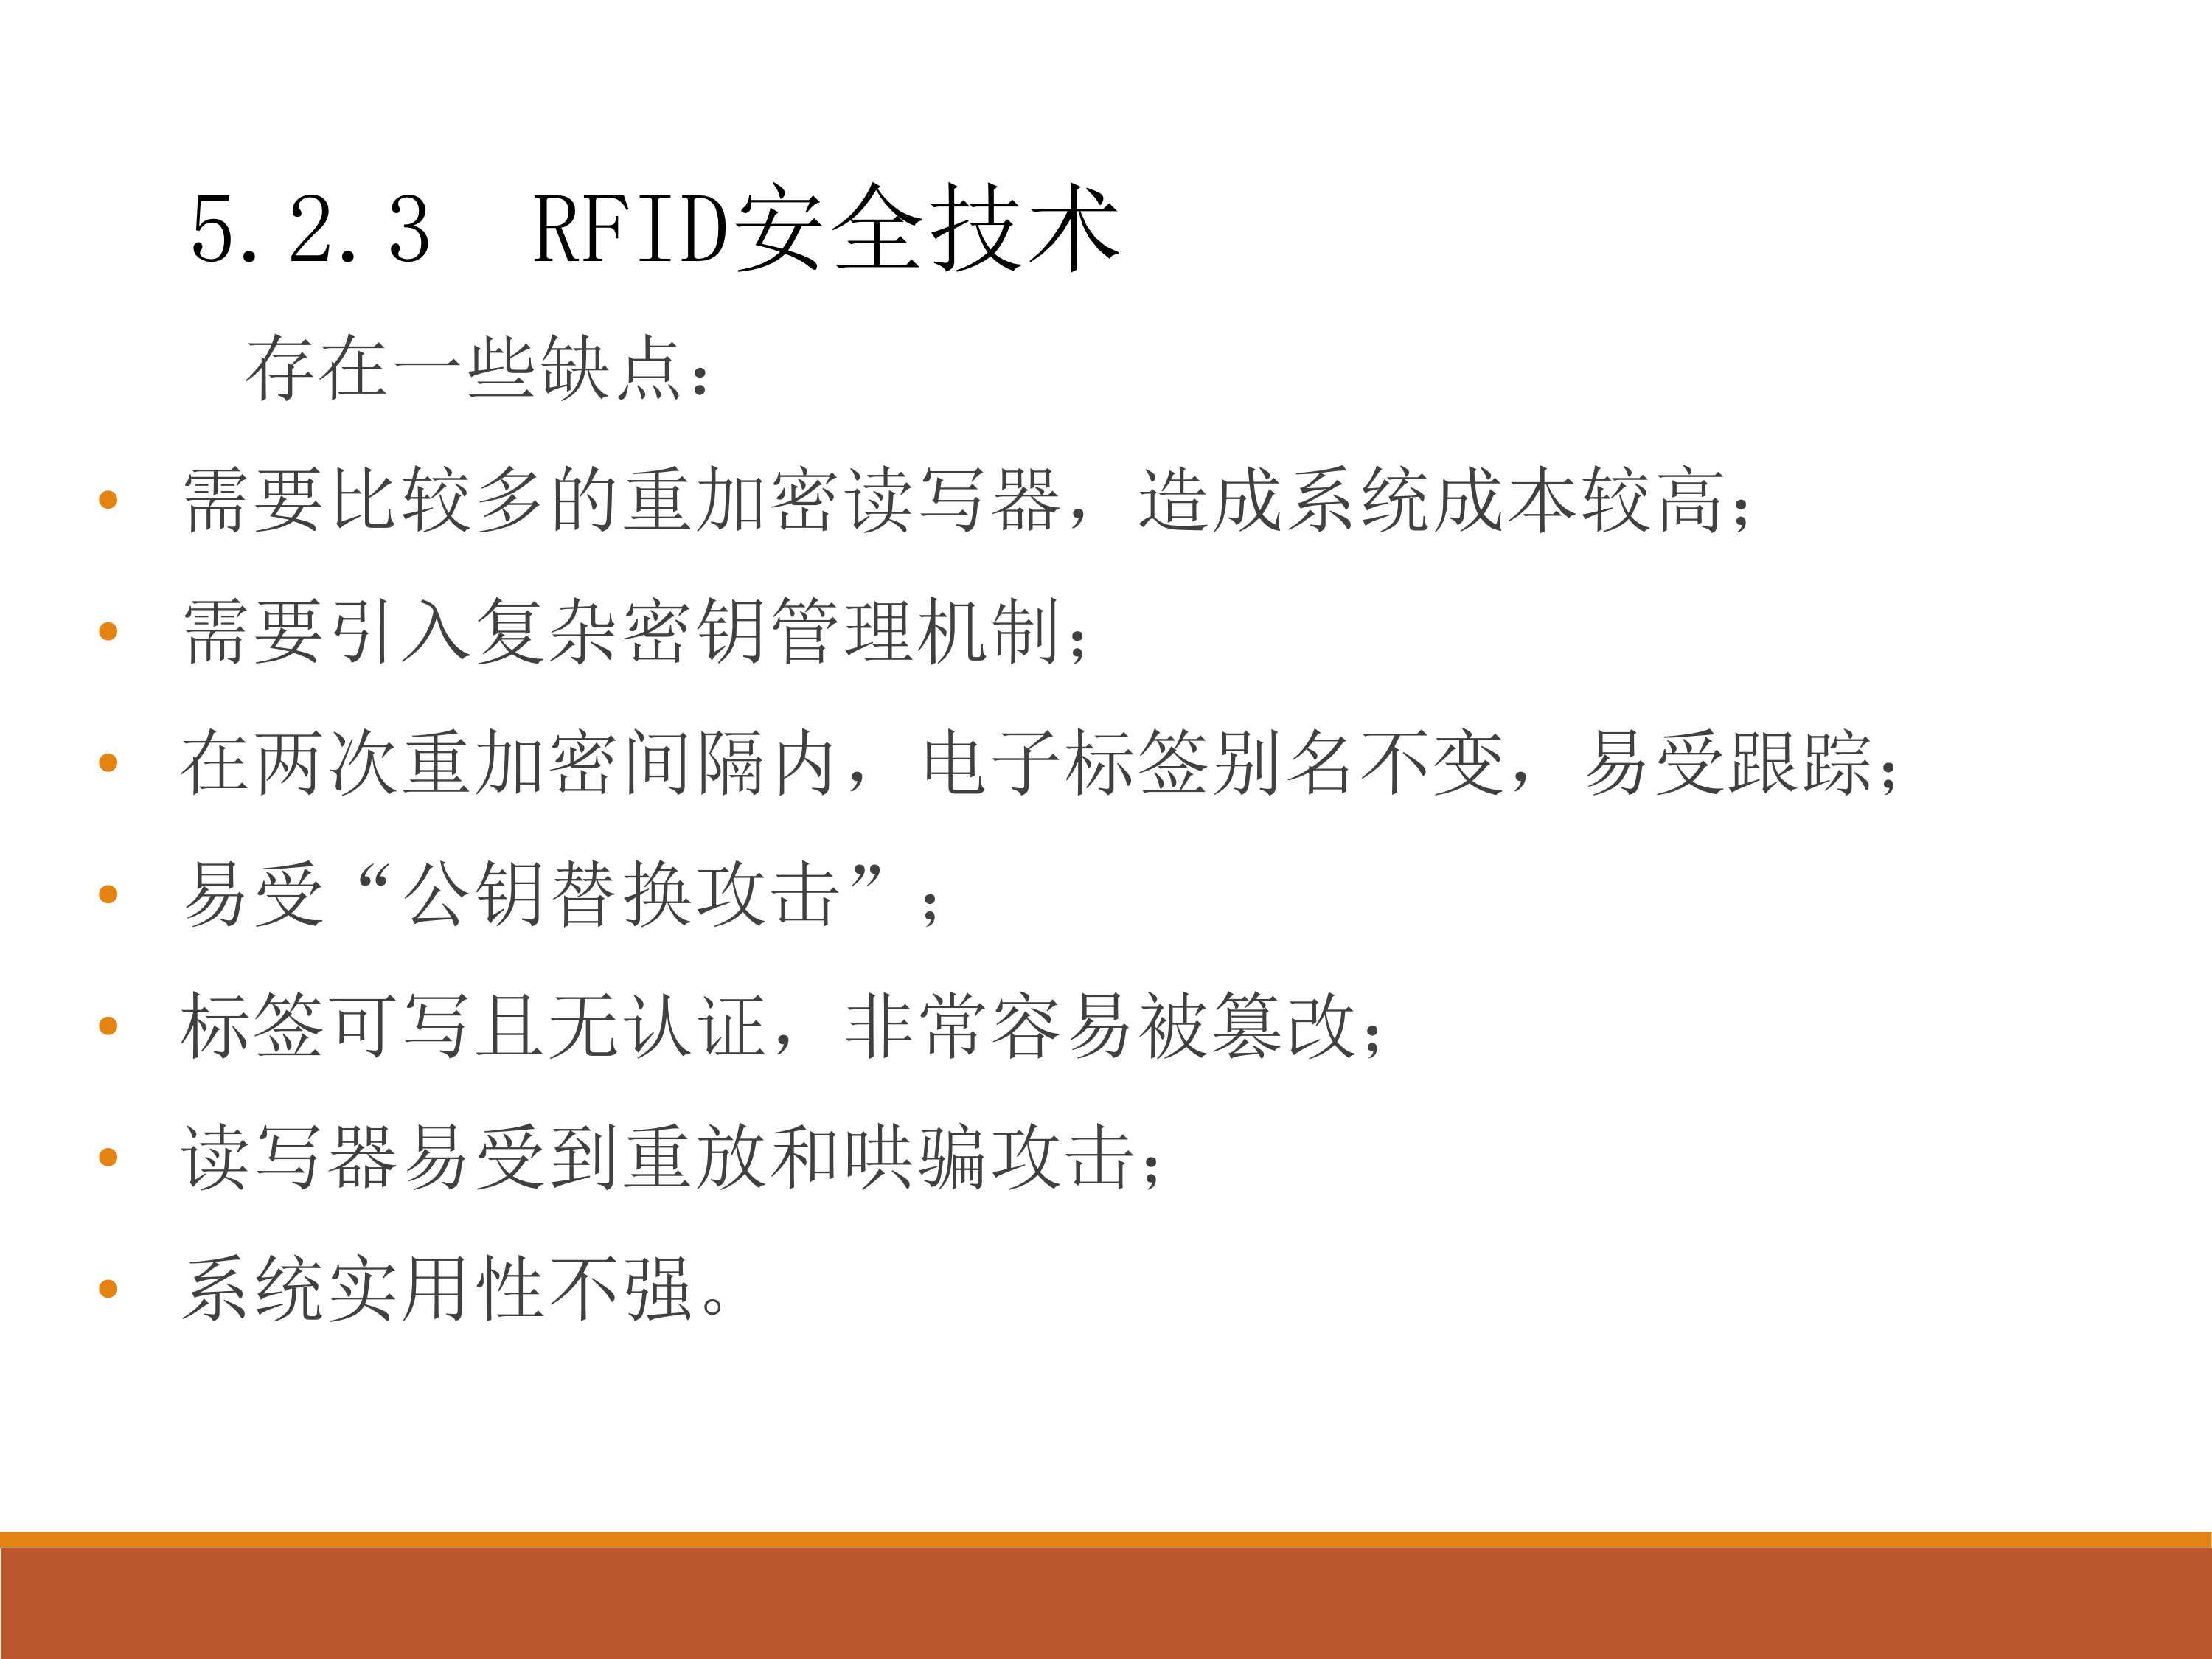 5.2.3 RFID安全技术
存在一些缺点：
需要比较多的重加密读写器，造成系统成本较高；
需要引入复杂密钥管理机制；
在两次重加密间隔内，由于标签别名不变，易受跟踪；
易受“公钥替换攻击”；
标签可写且无认证，非常容易被篡改；
读写器易受到重放和哄骗攻击；
系统实用性不强。